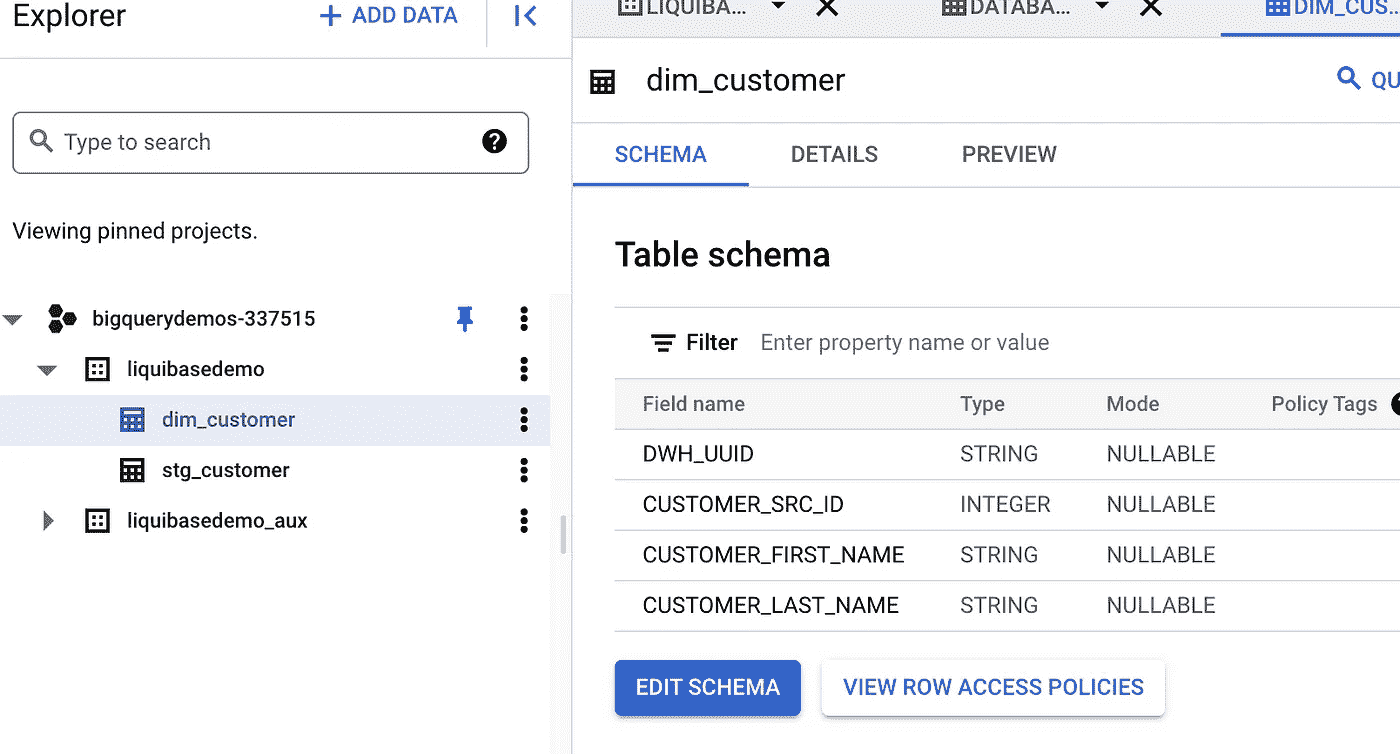 Explorer
+ ADD DATA
Type to search
Viewing pinned projects.
bigquerydemos-337515
liquibasedemo
dim_customer
stg_customer
liquibasedemo_aux
LIQUIBA...
DATABA...
DIM_CUS...
dim_customer
QU
SCHEMA DETAILS PREVIEW
Table schema
Filter Enter property name or value
Field name Type Mode Policy Tags
DWH_UUID STRING NULLABLE
CUSTOMER_SRC_ID INTEGER NULLABLE
CUSTOMER_FIRST_NAME STRING NULLABLE
CUSTOMER_LAST_NAME STRING NULLABLE
EDIT SCHEMA VIEW ROW ACCESS POLICIES